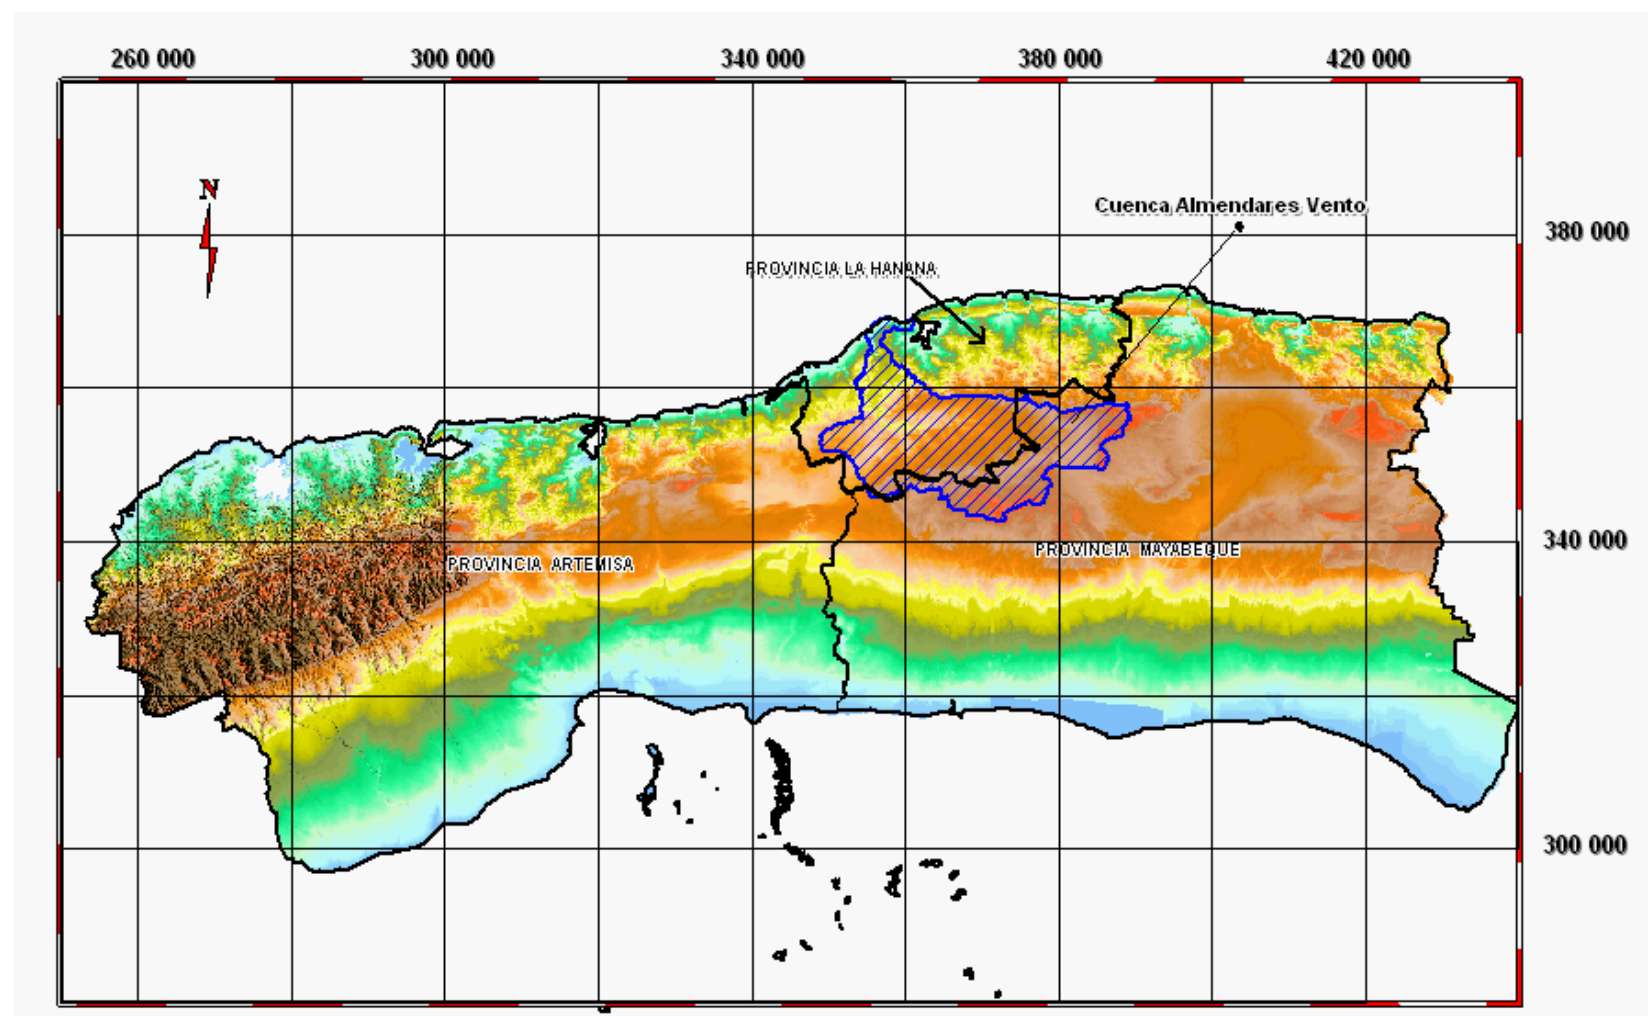 260 000 300 000 340 000 380 000 420 000
N
Cuenca Almendares Vento
380 000
PROVINCIA LA HANANA
340 000
PROVINCIA MAYABEQUE
PROVINCIA ARTEMISA
300 000